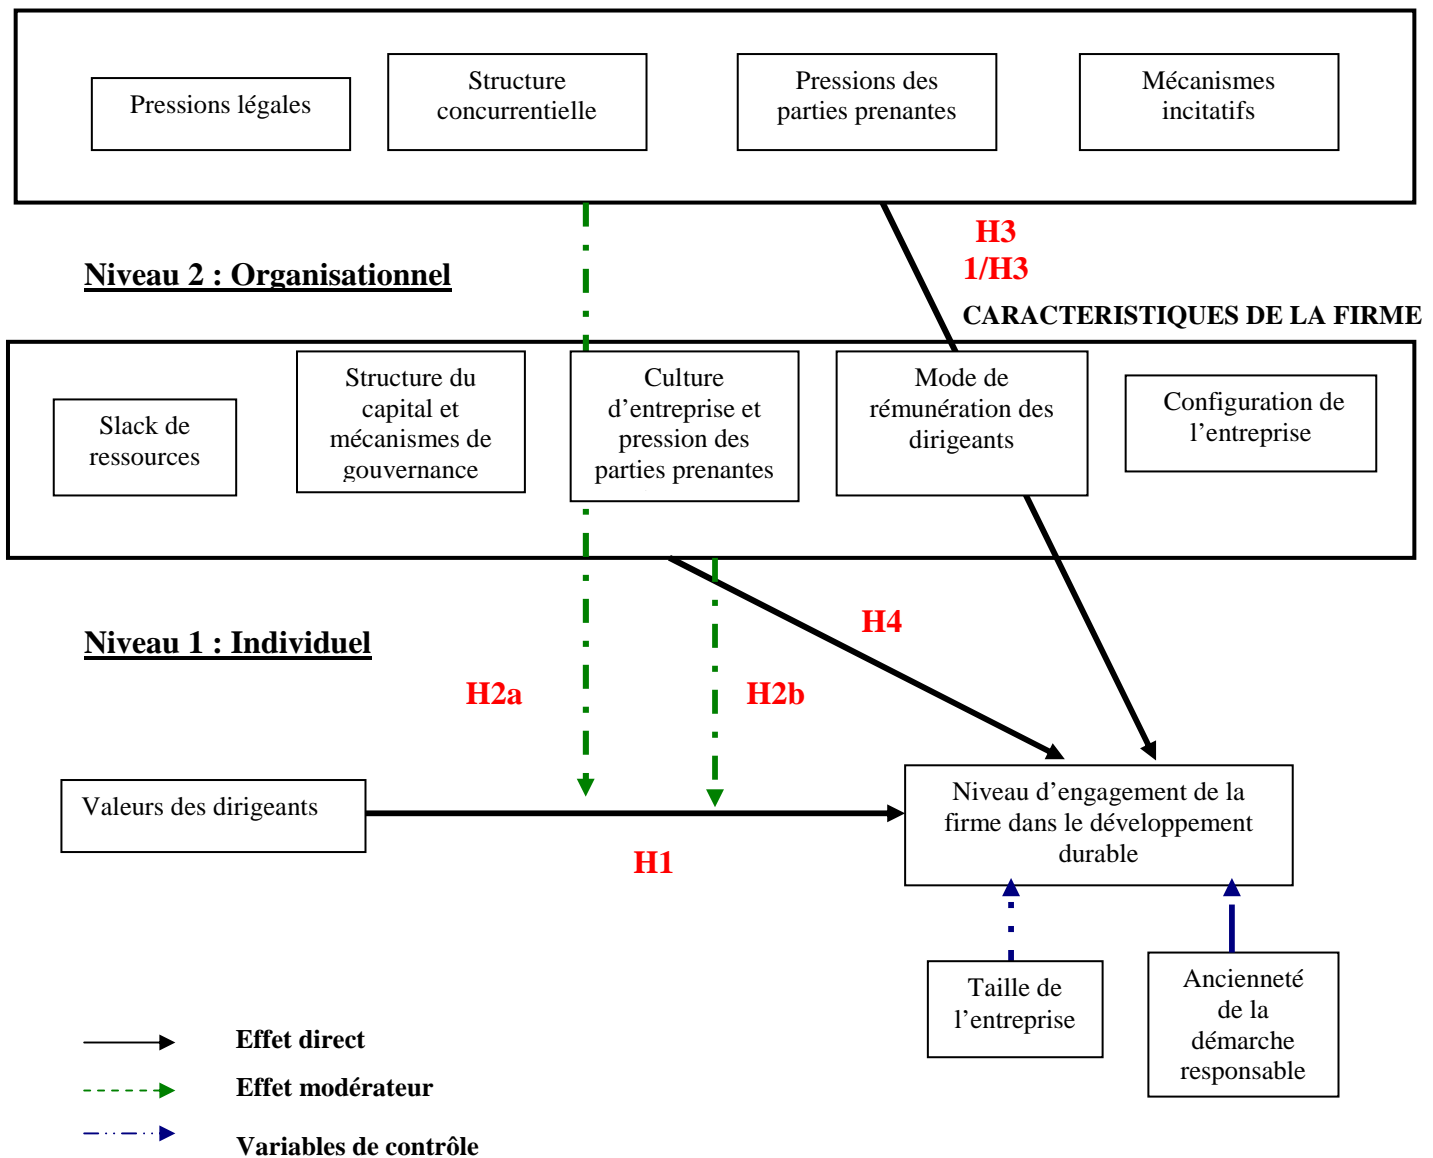 Pressions légales
Structure
concurrentielle
Pressions des
parties prenantes
Mécanismes
incitatifs
H3
1/H3
Niveau 2 : Organisationnel
CARACTERISTIQUES DE LA FIRME
Slack de
ressources
Structure du
capital et
mécanismes de
gouvernance
Culture
d’entreprise et
pression des
parties prenantes
Mode de
rémunération des
dirigeants
Configuration de
l’entreprise
H4
Niveau 1 : Individuel
H2a
H2b
Valeurs des dirigeants
Niveau d’engagement de la
firme dans le développement
durable
H1
Taille de
l’entreprise
Ancienneté
de la
démarche
responsable
Effet direct
Effet modérateur
Variables de contrôle